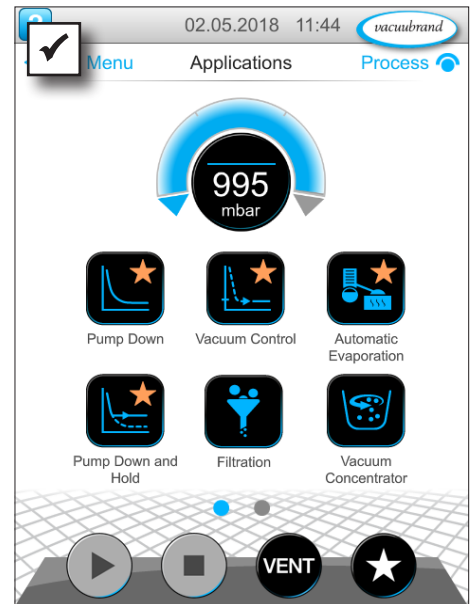 02.05.2018 11:44 vacuubrand
Menu Applications Process
995
mbar
Pump Down Vacuum Control Automatic
Evaporation
Pump Down and
Hold
Filtration Vacuum
Concentrator
VENT